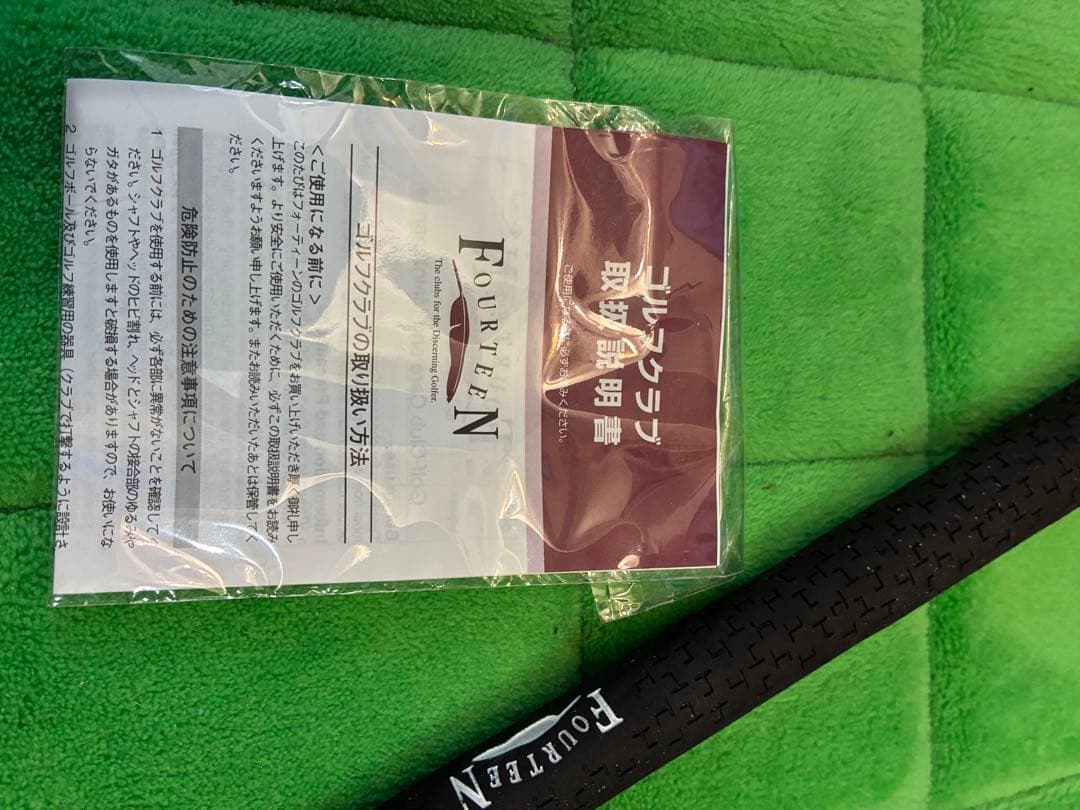 ゴルフクラブ
取扱説明書
ご使用になる前に必ずお読みください。
FOURTEEN
The clubs for the Discerning Golfer.
ゴルフクラブの取り扱い方法
＜ご使用になる前に＞
このたびはフォーティーンのゴルフクラブをお買い上げいただき厚く御礼申し
上げます。より安全にご使用いただくために、必ずこの取扱説明書をお読み
くださいますようお願い申し上げます。またお読みいただいたあとは保管してく
ださい。
危険防止のための注意事項について
1 ゴルフクラブを使用する前には、必ず各部に異常がないことを確認してく
ださい。シャフトやヘッドのヒビ割れ、ヘッドとシャフトの接合部のゆるみや
ガタがあるものを使用しますと破損する場合がありますので、お使いにな
らないでください。
2 ゴルフボール及びゴルフ練習用の器具（クラブで打撃するように設計さ
FOURTEEN